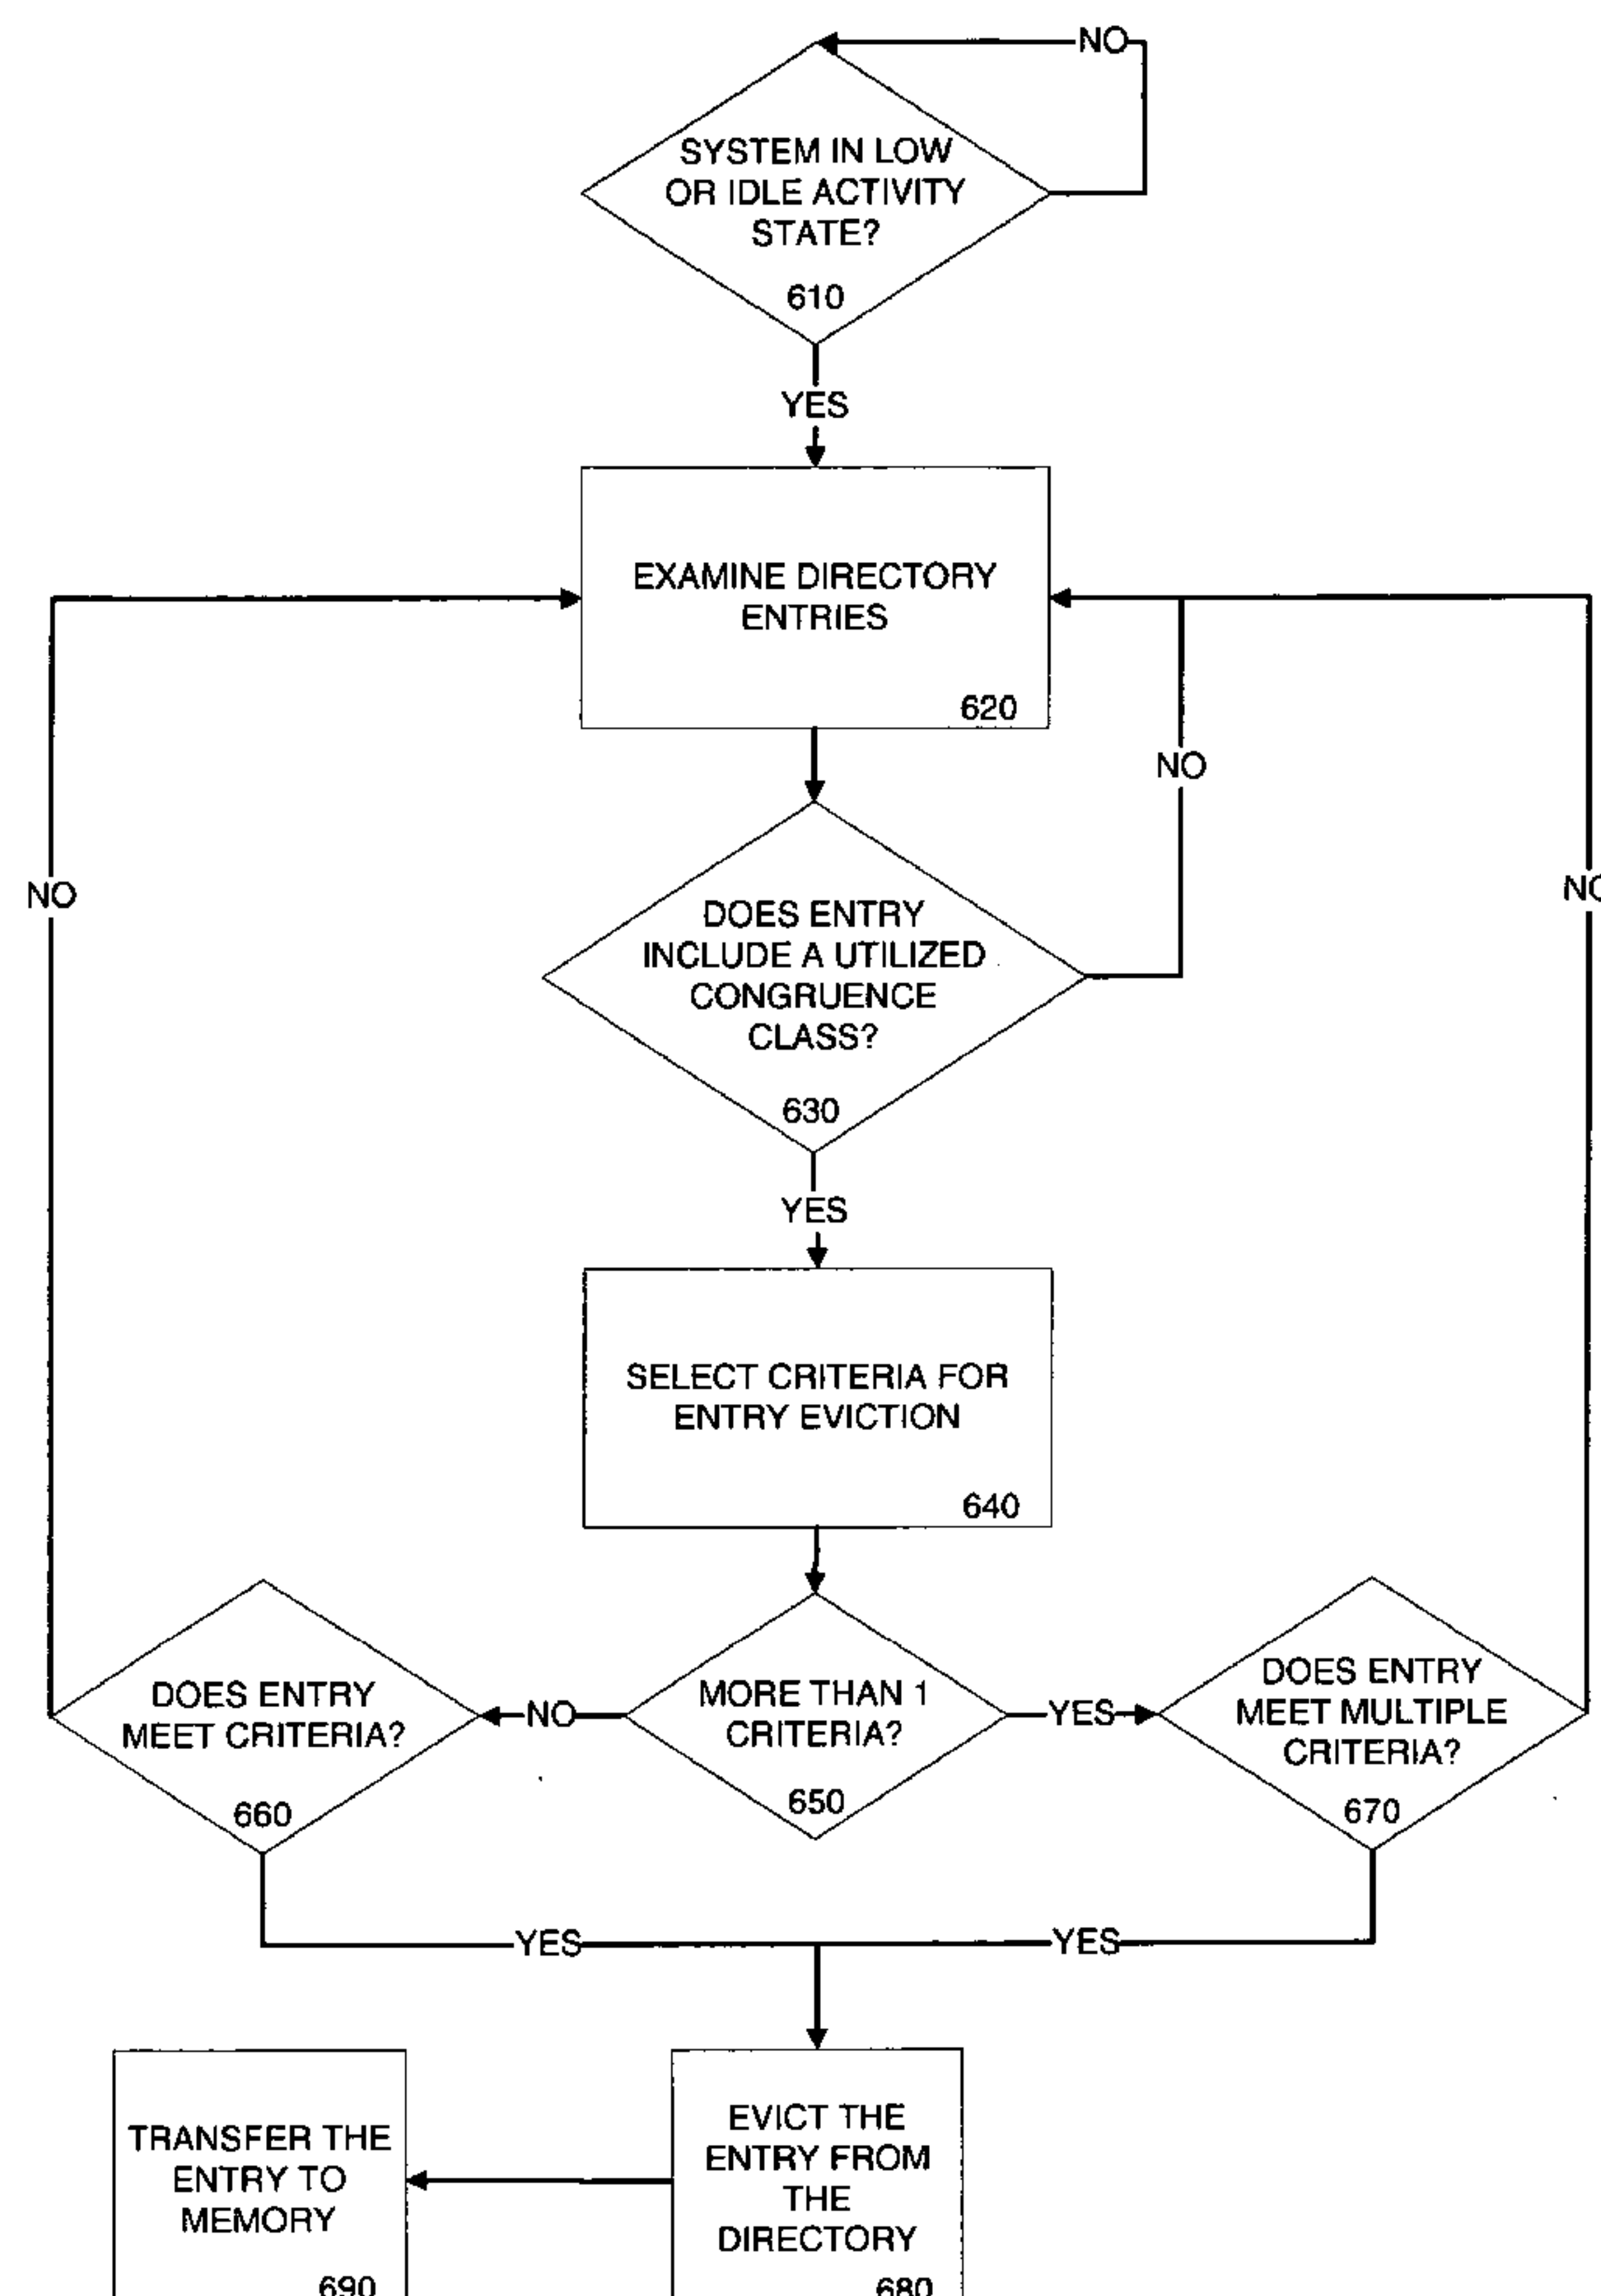 NO
SYSTEM IN LOW
OR IDLE ACTIVITY
STATE?
610
YES
EXAMINE DIRECTORY
ENTRIES
620
NO
NO
NO
DOES ENTRY
INCLUDE A UTILIZED
CONGRUENCE
CLASS?
630
YES
SELECT CRITERIA FOR
ENTRY EVICTION
640
DOES ENTRY
MEET CRITERIA?
660
NO
MORE THAN 1
CRITERIA?
650
YES
DOES ENTRY
MEET MULTIPLE
CRITERIA?
670
YES
YES
TRANSFER THE
ENTRY TO
MEMORY
690
EVICT THE
ENTRY FROM
THE
DIRECTORY
680